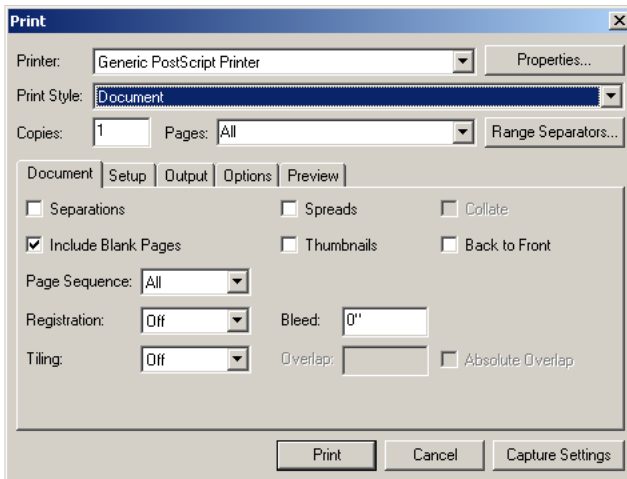 Print
Printer: Generic PostScript Printer Properties...
Print Style: Document
Copies: 1 Pages: All Range Separators...
Document Setup Output Options Preview
Separations Spreads Collate
Include Blank Pages Thumbnails Back to Front
Page Sequence: All
Registration: Off Bleed: 0"
Tiling: Off Overlap: Absolute Overlap
Print Cancel Capture Settings